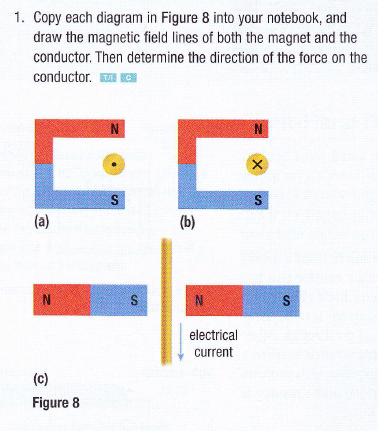 1. Copy each diagram in Figure 8 into your notebook, and
draw the magnetic field lines of both the magnet and the
conductor. Then determine the direction of the force on the
conductor. T/I C
N
S
(a)
N
S
(b)
N S
N S
electrical
current
(c)
Figure 8